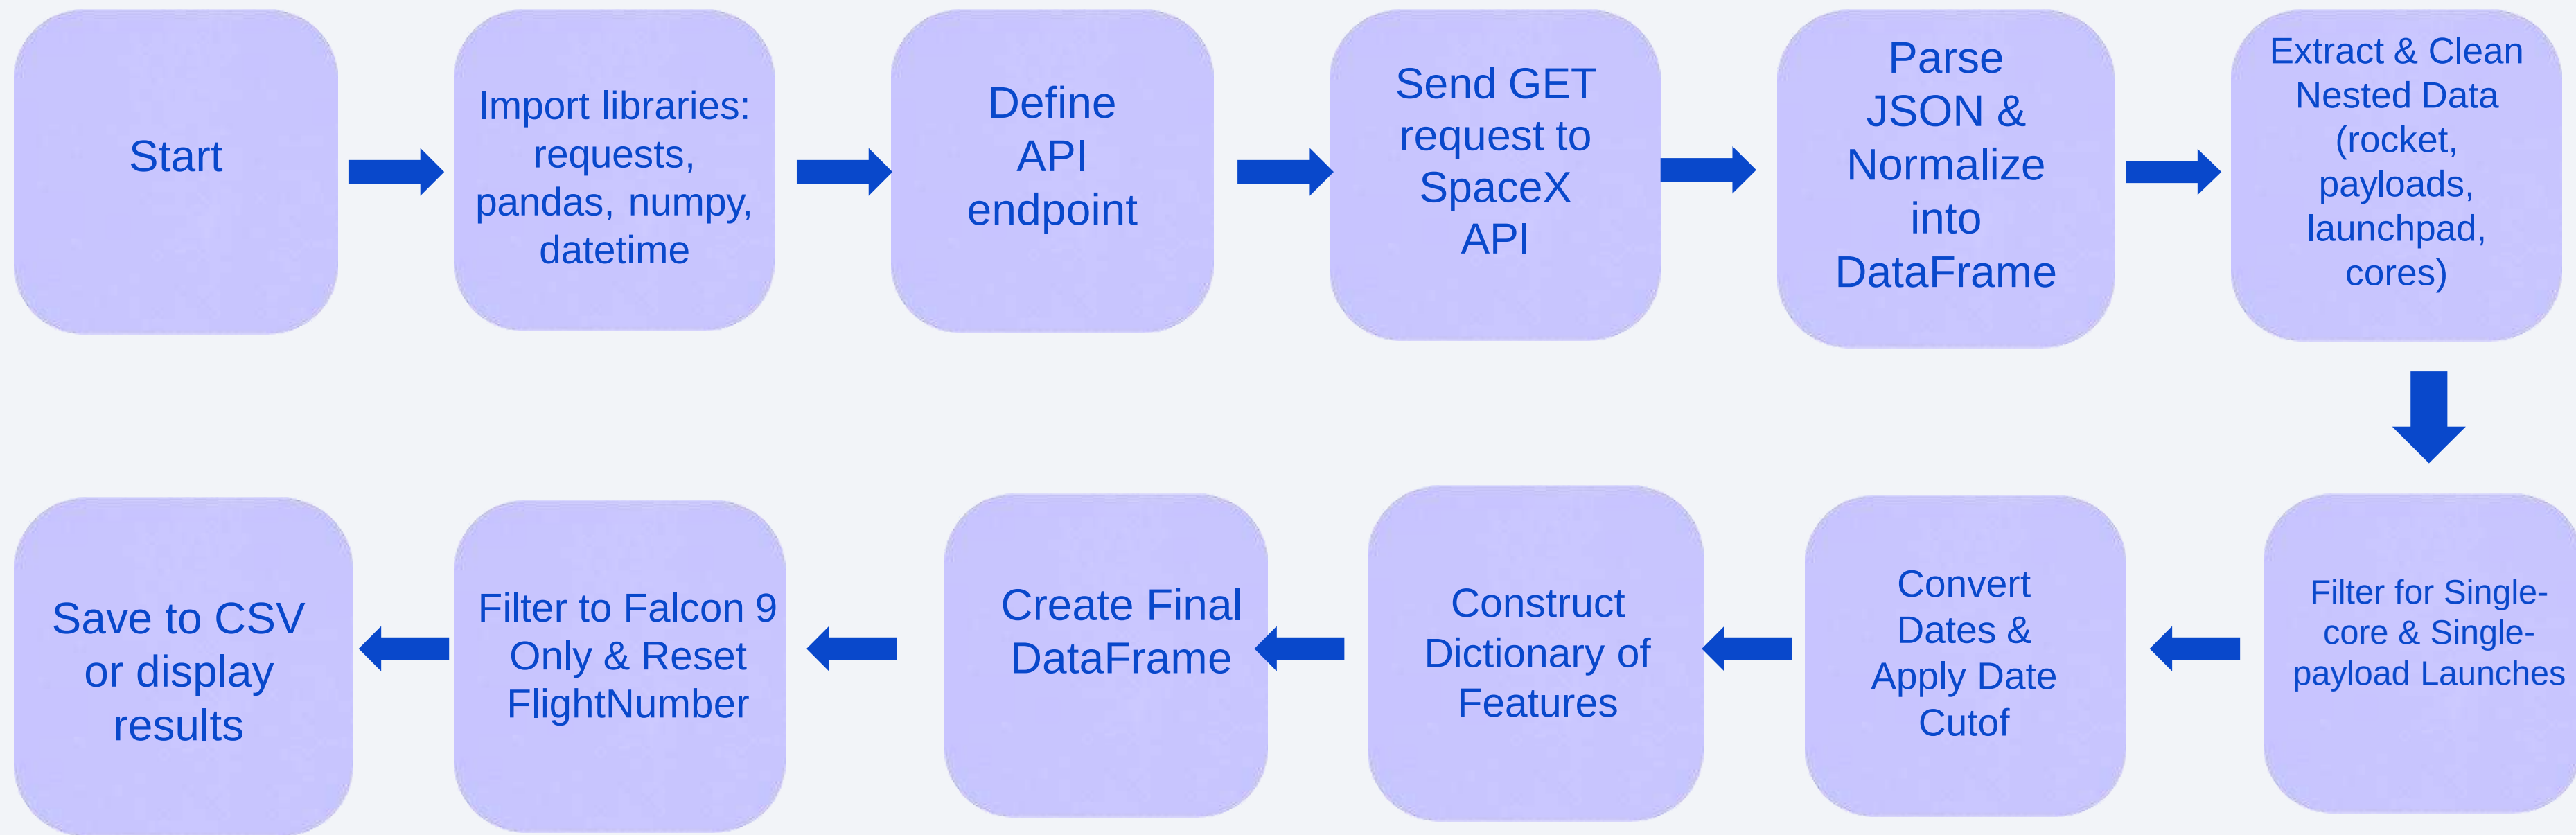 Start
Import libraries:
requests,
pandas, numpy,
datetime
Define
API
endpoint
Send GET
request to
SpaceX
API
Parse
JSON &
Normalize
into
DataFrame
Extract & Clean
Nested Data
(rocket,
payloads,
launchpad,
cores)
Filter for Single-
core & Single-
payload Launches
Convert
Dates &
Apply Date
Cutof
Construct
Dictionary of
Features
Create Final
DataFrame
Filter to Falcon 9
Only & Reset
FlightNumber
Save to CSV
or display
results